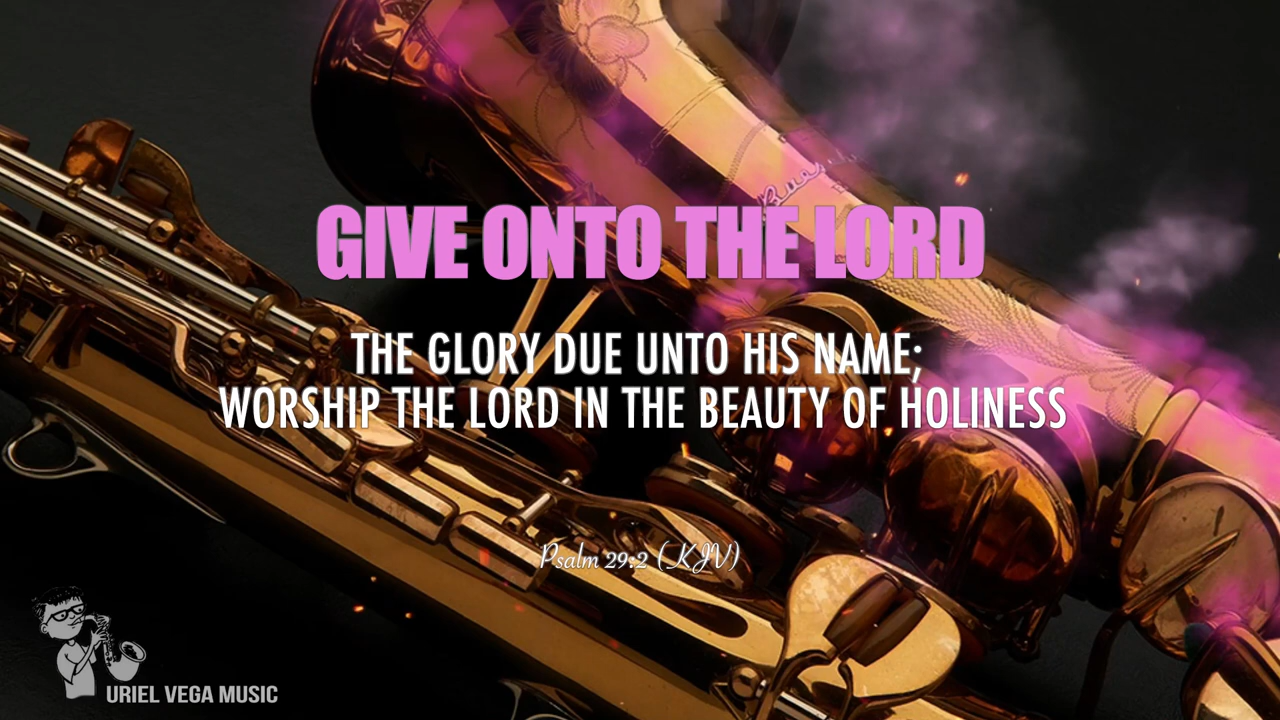 GIVE ONTO THE LORD
THE GLORY DUE UNTO HIS NAME;
WORSHIP THE LORD IN THE BEAUTY OF HOLINESS
Psalm 29:2 (KJV)
URIEL VEGA MUSIC